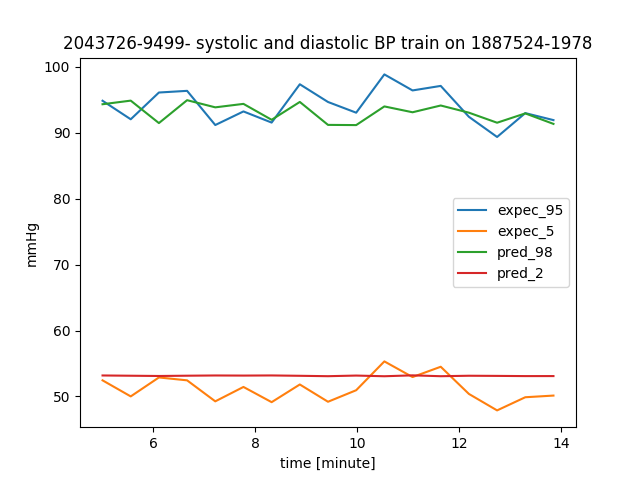 2043726-9499- systolic and diastolic BP train on 1887524-1978
100
90
80
70
60
50
mmHg
expec_95
expec_5
pred_98
pred_2
6
8
10
12
14
time [minute]